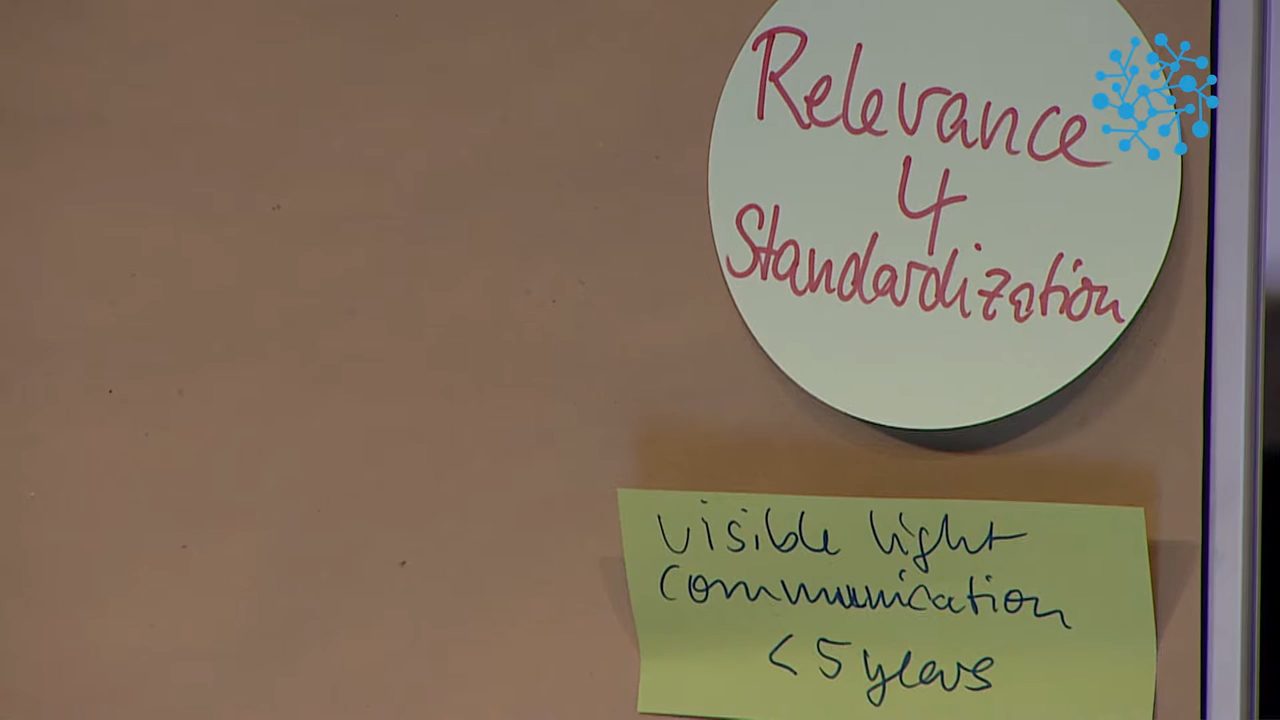 Relevance
4
Standardization
visible light
communication
< 5 years